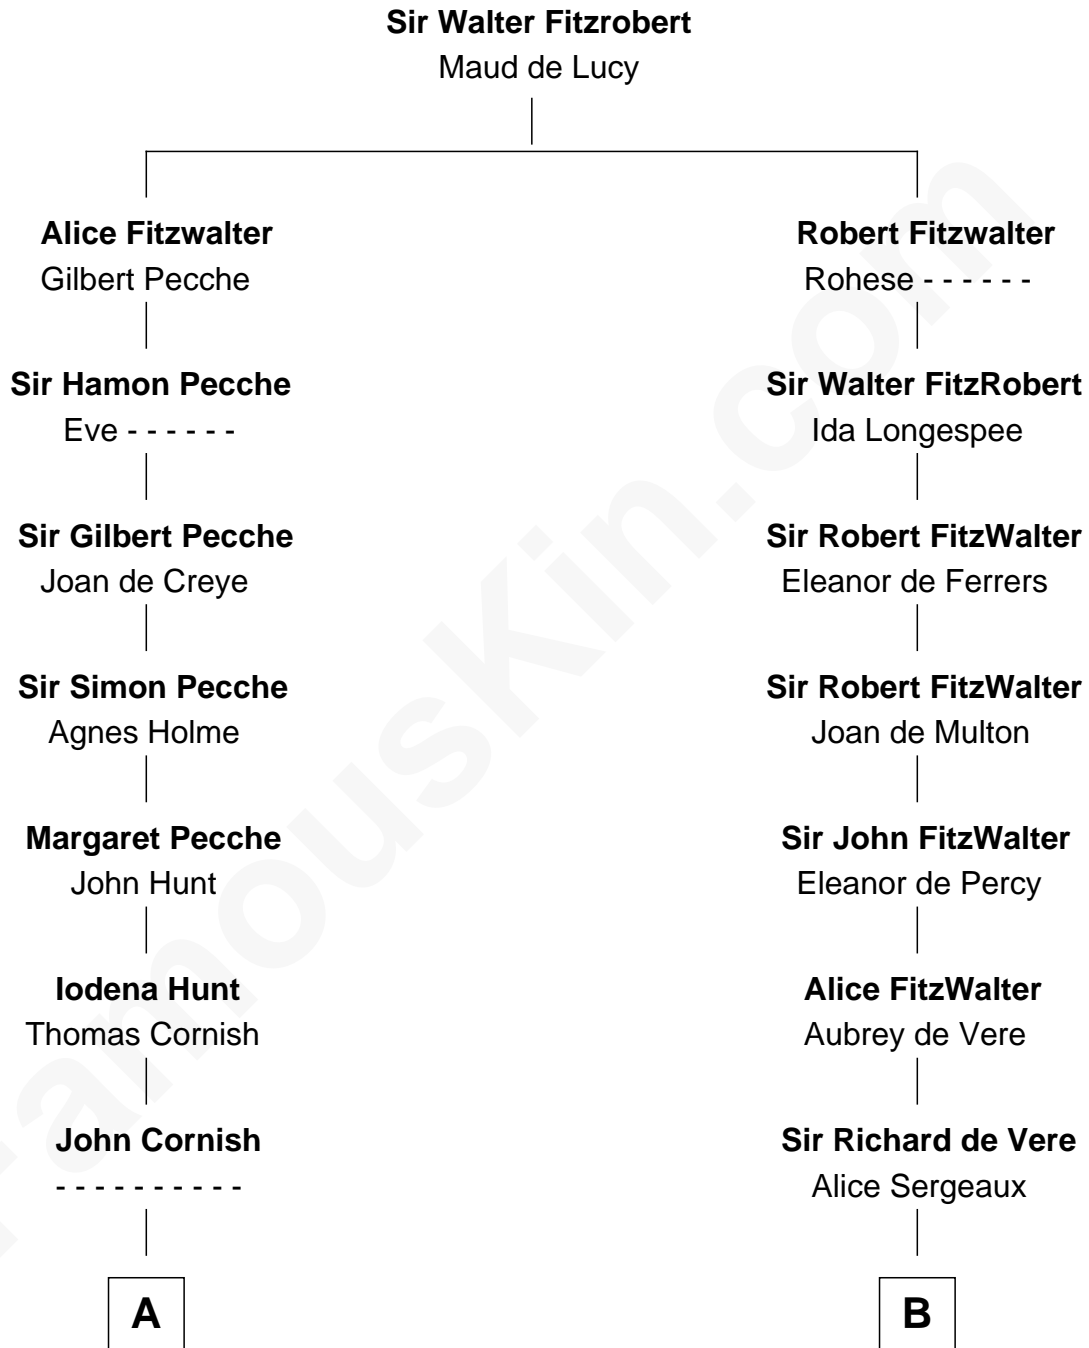 Sir Walter Fitzrobert
Maud de Lucy
Alice Fitzwalter
Gilbert Pecche
Robert Fitzwalter
Rohese - - - - - -
Sir Hamon Pecche
Eve - - - - - -
Sir Walter FitzRobert
Ida Longespee
Sir Gilbert Pecche
Joan de Creye
Sir Robert FitzWalter
Eleanor de Ferrers
Sir Simon Pecche
Agnes Holme
Sir Robert FitzWalter
Joan de Multon
Margaret Pecche
John Hunt
Sir John FitzWalter
Eleanor de Percy
Iodena Hunt
Thomas Cornish
Alice FitzWalter
Aubrey de Vere
John Cornish
- - - - - - - - - -
Sir Richard de Vere
Alice Sergeaux
A
B
FamousKin.com